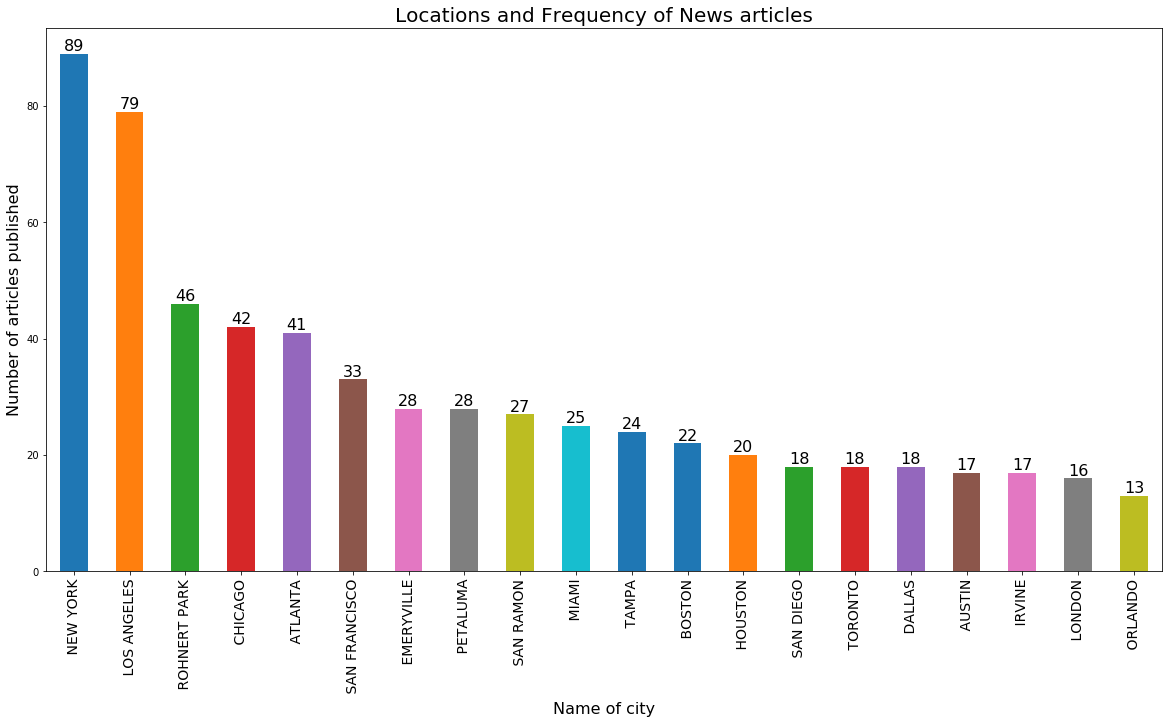 Locations and Frequency of News articles
Number of articles published
80
60
40
20
0
89
79
46
42
41
33
28
28
27
25
24
22
20
18
18
18
17
17
16
13
NEW YORK
LOS ANGELES
ROHNERT PARK
CHICAGO
ATLANTA
SAN FRANCISCO
EMERYVILLE
PETALUMA
SAN RAMON
MIAMI
TAMPA
BOSTON
HOUSTON
SAN DIEGO
TORONTO
DALLAS
AUSTIN
IRVINE
LONDON
ORLANDO
Name of city